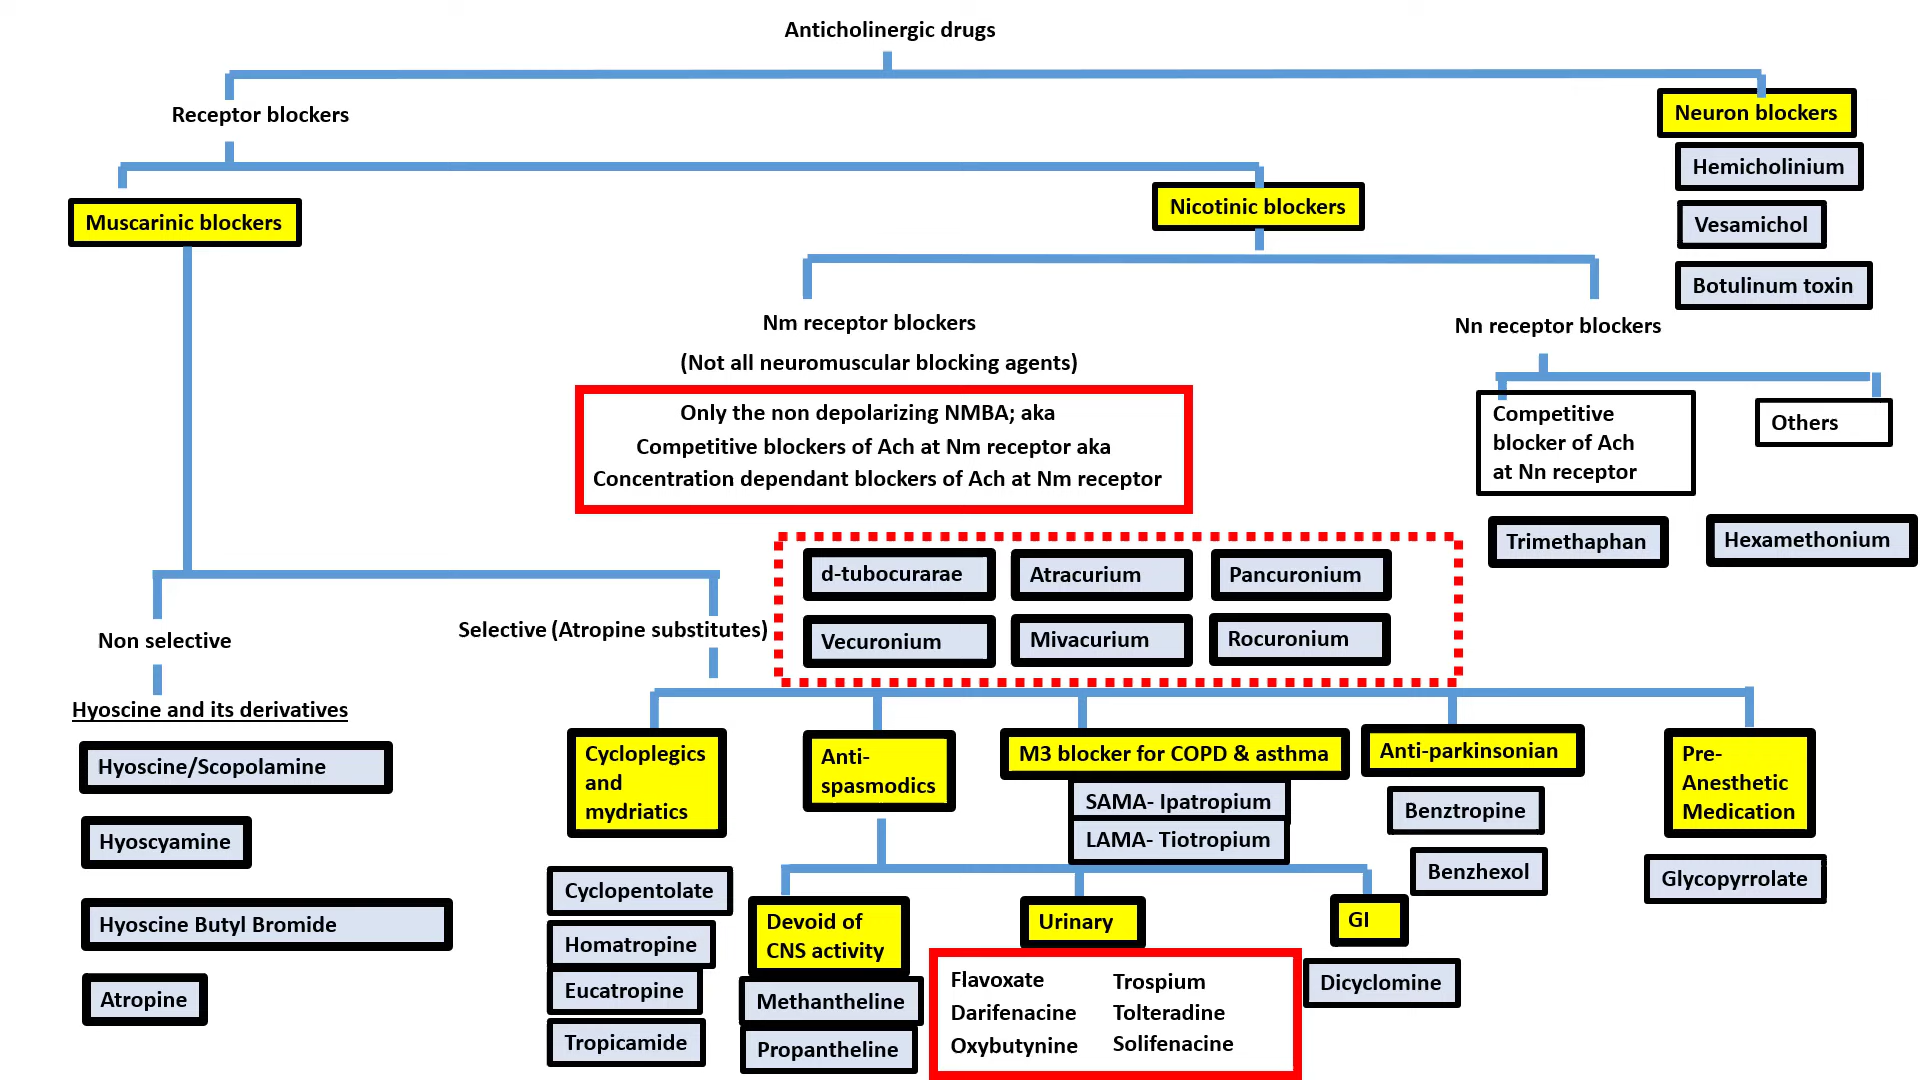 Anticholinergic drugs
Receptor blockers
Neuron blockers
Hemicholinium
Vesamichol
Botulinum toxin
Muscarinic blockers
Nicotinic blockers
Nm receptor blockers
(Not all neuromuscular blocking agents)
Only the non depolarizing NMBA; aka
Competitive blockers of Ach at Nm receptor aka
Concentration dependant blockers of Ach at Nm receptor
Nn receptor blockers
Competitive
blocker of Ach
at Nn receptor
Others
Trimethaphan
Hexamethonium
d-tubocurarae
Atracurium
Pancuronium
Vecuronium
Mivacurium
Rocuronium
Non selective
Selective (Atropine substitutes)
Hyoscine and its derivatives
Hyoscine/Scopolamine
Hyoscyamine
Hyoscine Butyl Bromide
Atropine
Cycloplegics
and
mydriatics
Cyclopentolate
Homatropine
Eucatropine
Tropicamide
Anti-
spasmodics
Devoid of
CNS activity
Methantheline
Propantheline
Urinary
Flavoxate
Darifenacine
Oxybutynine
Trospium
Tolteradine
Solifenacine
GI
Dicyclomine
M3 blocker for COPD & asthma
SAMA- Ipatropium
LAMA- Tiotropium
Anti-parkinsonian
Benztropine
Benzhexol
Pre-
Anesthetic
Medication
Glycopyrrolate